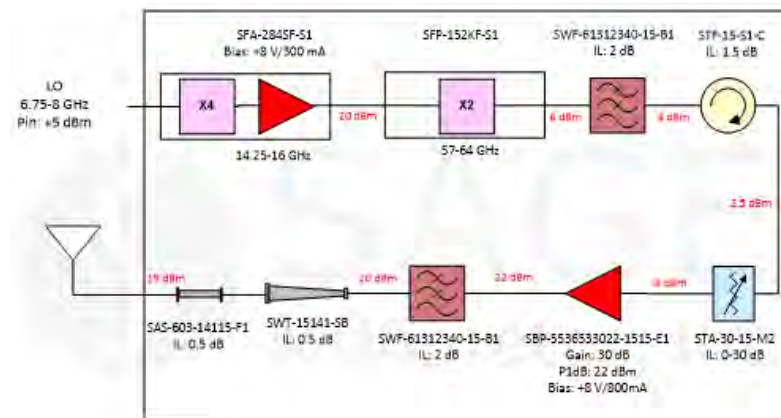 SFA-284SF-S1
Bias: +8 V/300 mA
SFP-152KF-S1
SWF-61312340-15-B1
IL: 2 dB
STF-15-S1-C
IL: 1.5 dB
LO
6.75-8 GHz
Pin: +5 dBm
X4
20 dBm
X2
6 dBm
4 dBm
14.25-16 GHz
57-64 GHz
2.5 dBm
19 dBm
20 dBm
22 dBm
SAS-603-14115-F1
IL: 0.5 dB
SWT-15141-SB
IL: 0.5 dB
SWF-61312340-15-B1
IL: 2 dB
SBP-5536533022-1515-E1
Gain: 30 dB
P1dB: 22 dBm
Bias: +8 V/800mA
STA-30-15-M2
IL: 0-30 dB